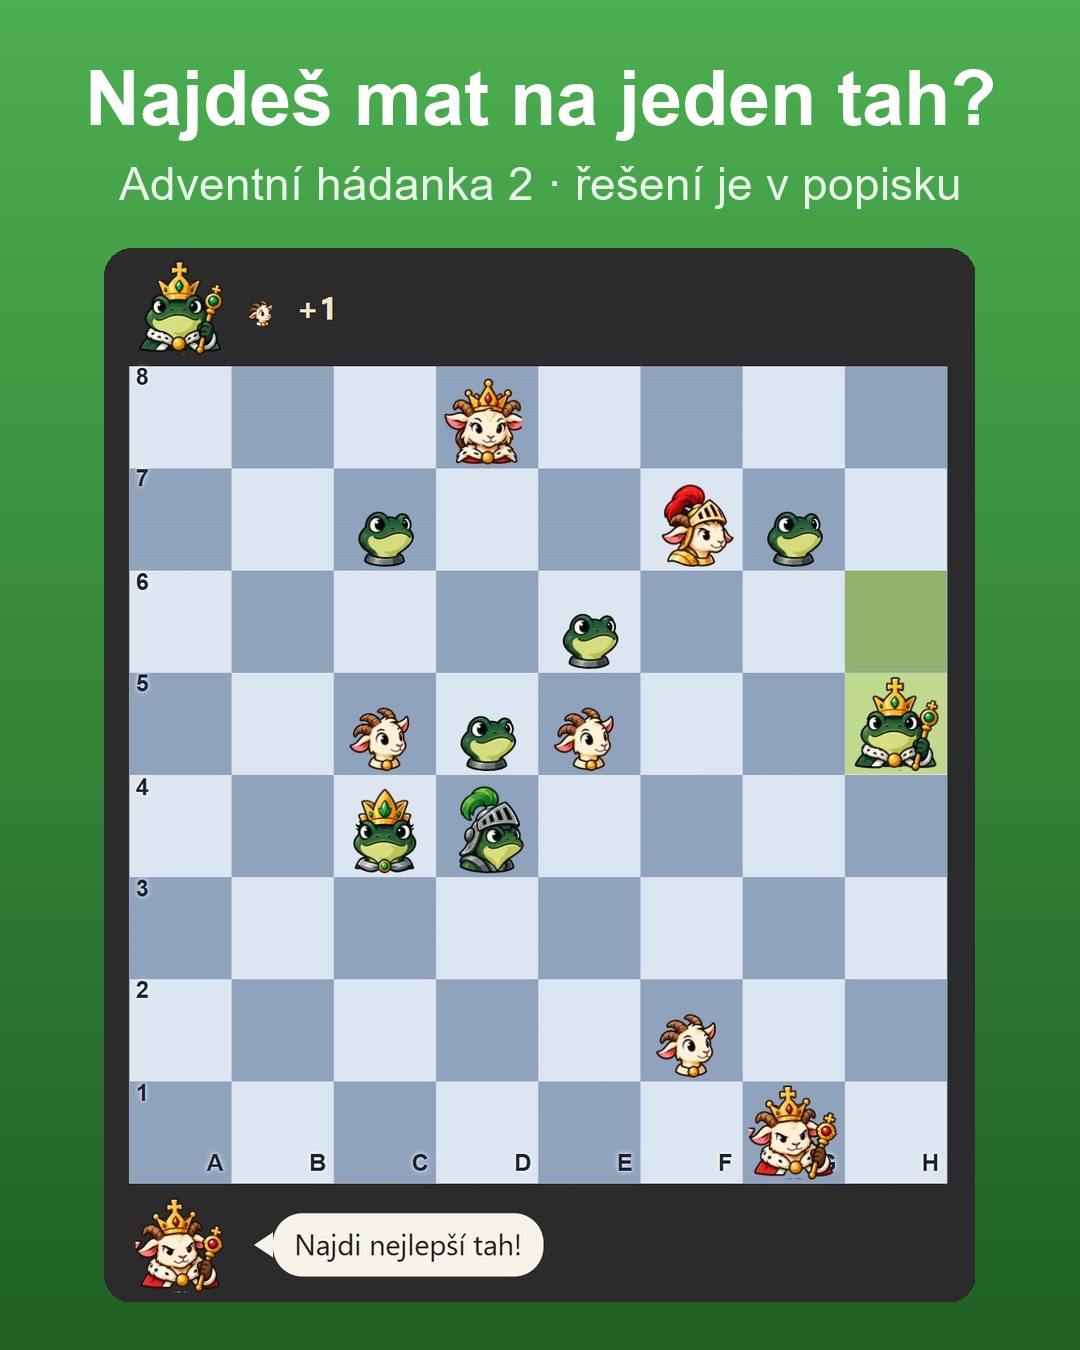 Najdeš mat na jeden tah?
Adventní hádanka 2 · řešení je v popisku
+1
8
7
6
5
4
3
2
1
A B C D E F G H
Najdi nejlepší tah!